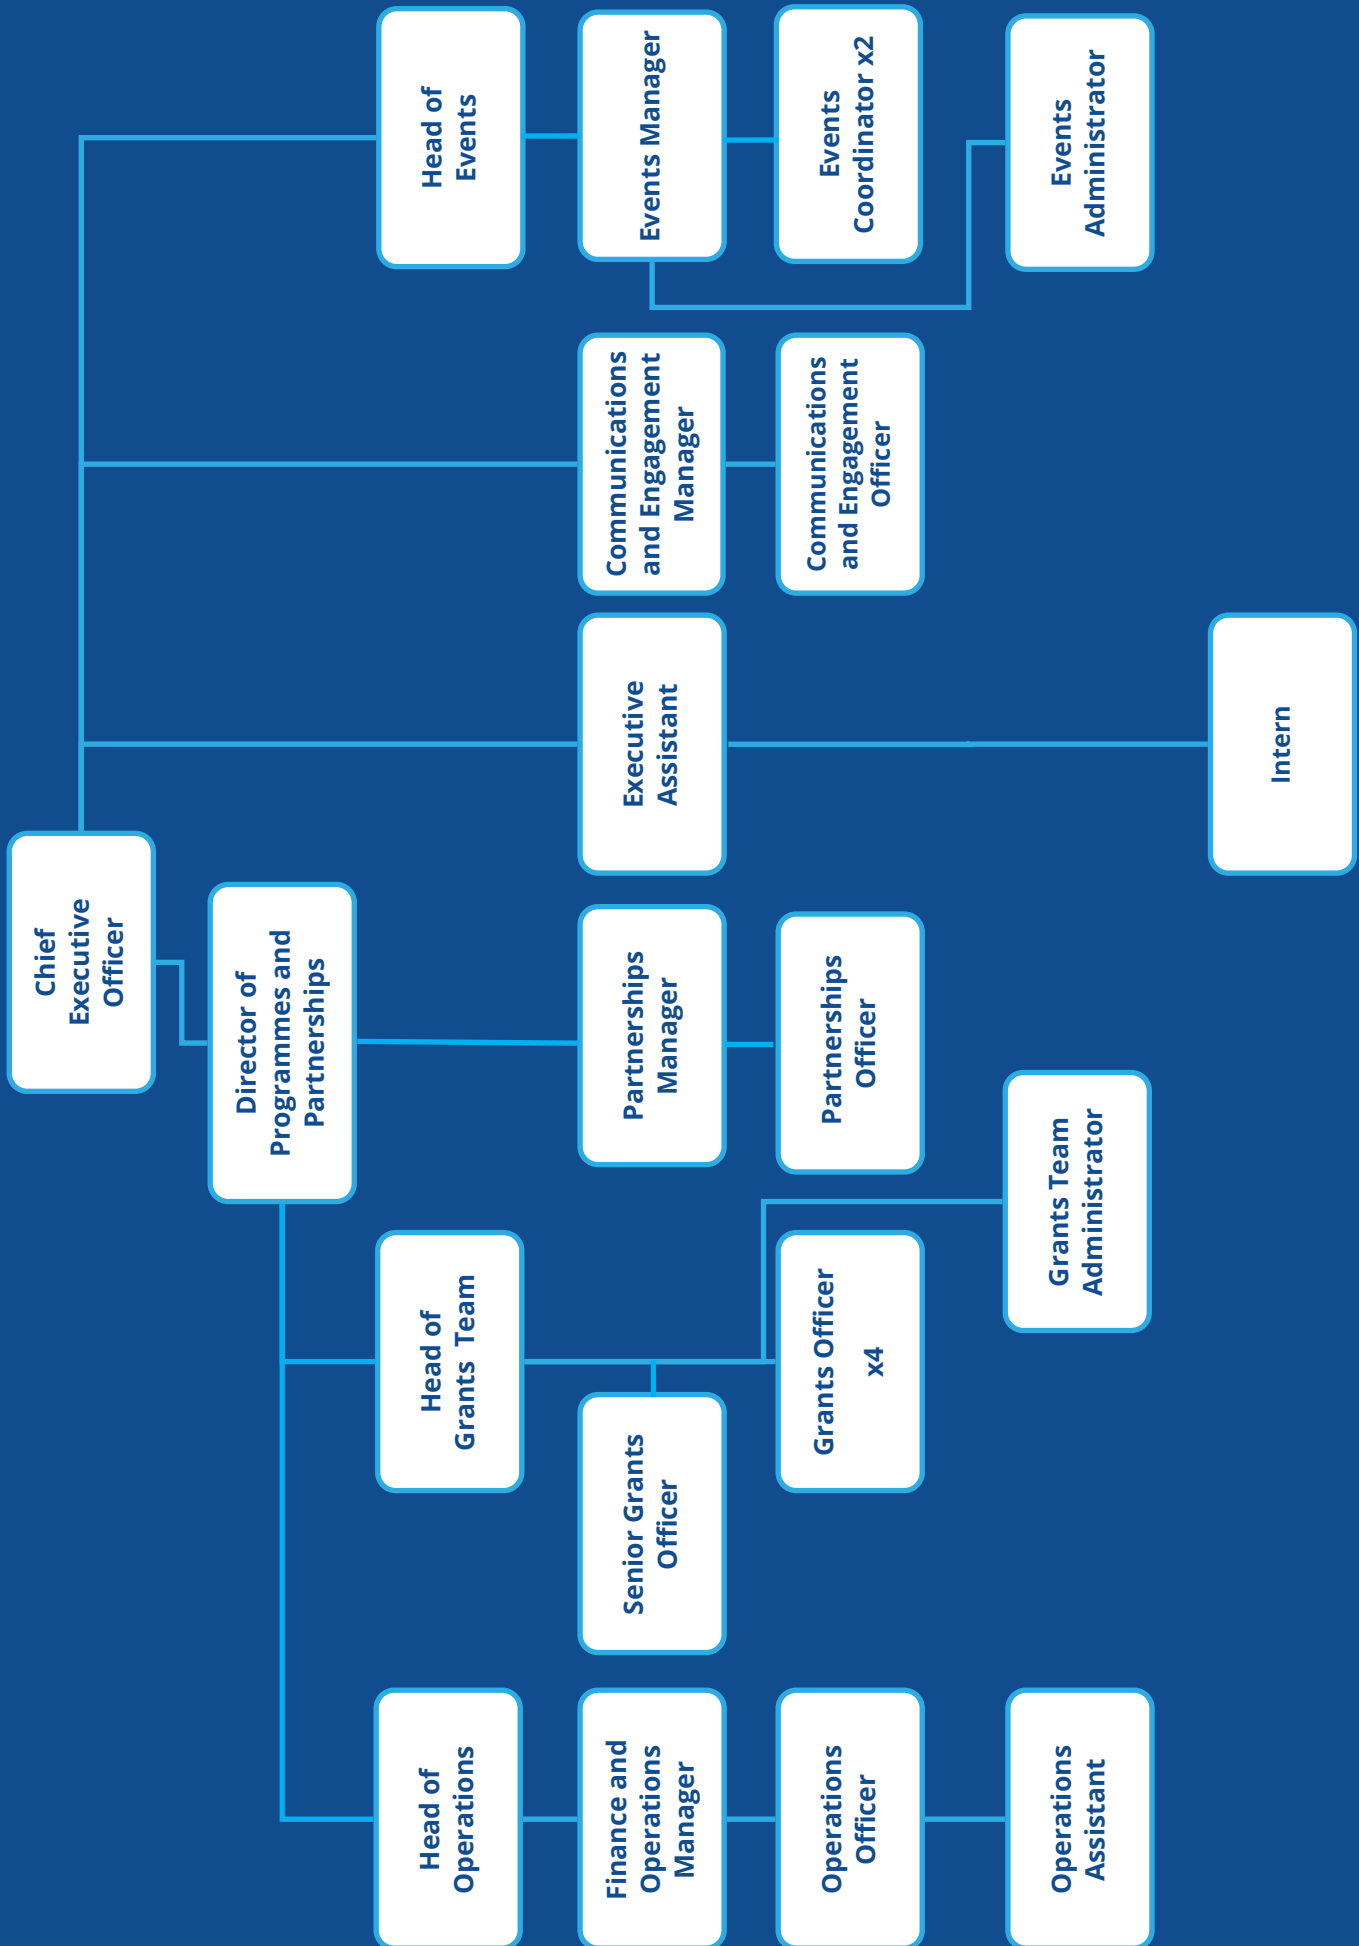 Chief
Executive
Officer
Director of
Programmes and
Partnerships
Head of
Operations
Head of
Grants Team
Head of
Events
Finance and
Operations
Manager
Senior Grants
Officer
Partnerships
Manager
Executive
Assistant
Communications
and Engagement
Manager
Events Manager
Operations
Officer
Grants Officer
x4
Partnerships
Officer
Communications
and Engagement
Officer
Events
Coordinator x2
Operations
Assistant
Grants Team
Administrator
Events
Administrator
Intern